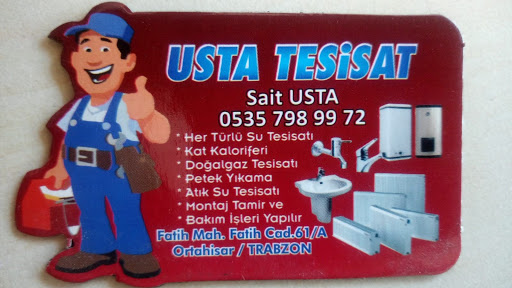 USTA TESiSAT
Sait USTA
0535 798 99 72
* Her Türlü Su Tesisatı
* Kat Kaloriferi
* Doğalgaz Tesisatı
* Petek Yıkama
* Atık Su Tesisatı
* Montaj Tamir ve
* Bakım İşleri Yapılır
Fatih Mah. Fatih Cad.61/A
Ortahisar / TRABZON